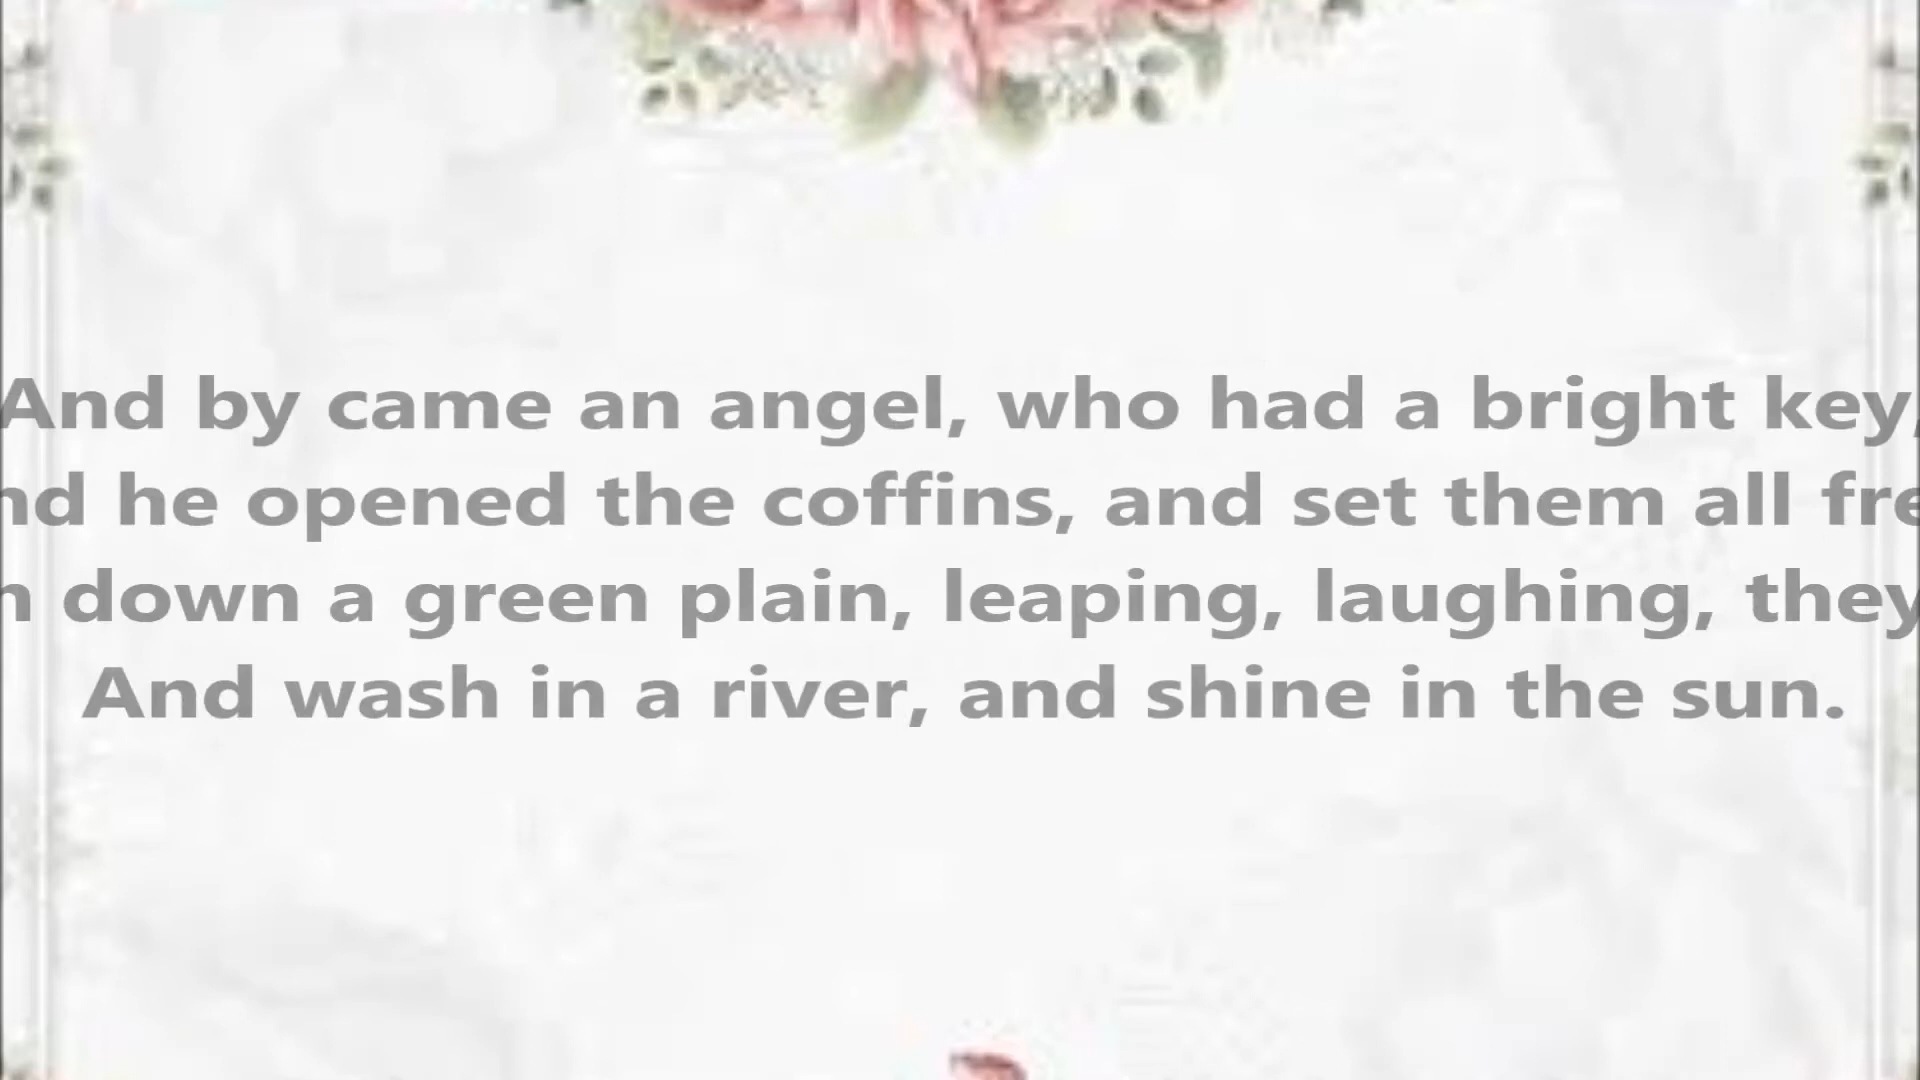 And by came an angel, who had a bright key,
nd he opened the coffins, and set them all fre
n down a green plain, leaping, laughing, they
And wash in a river, and shine in the sun.